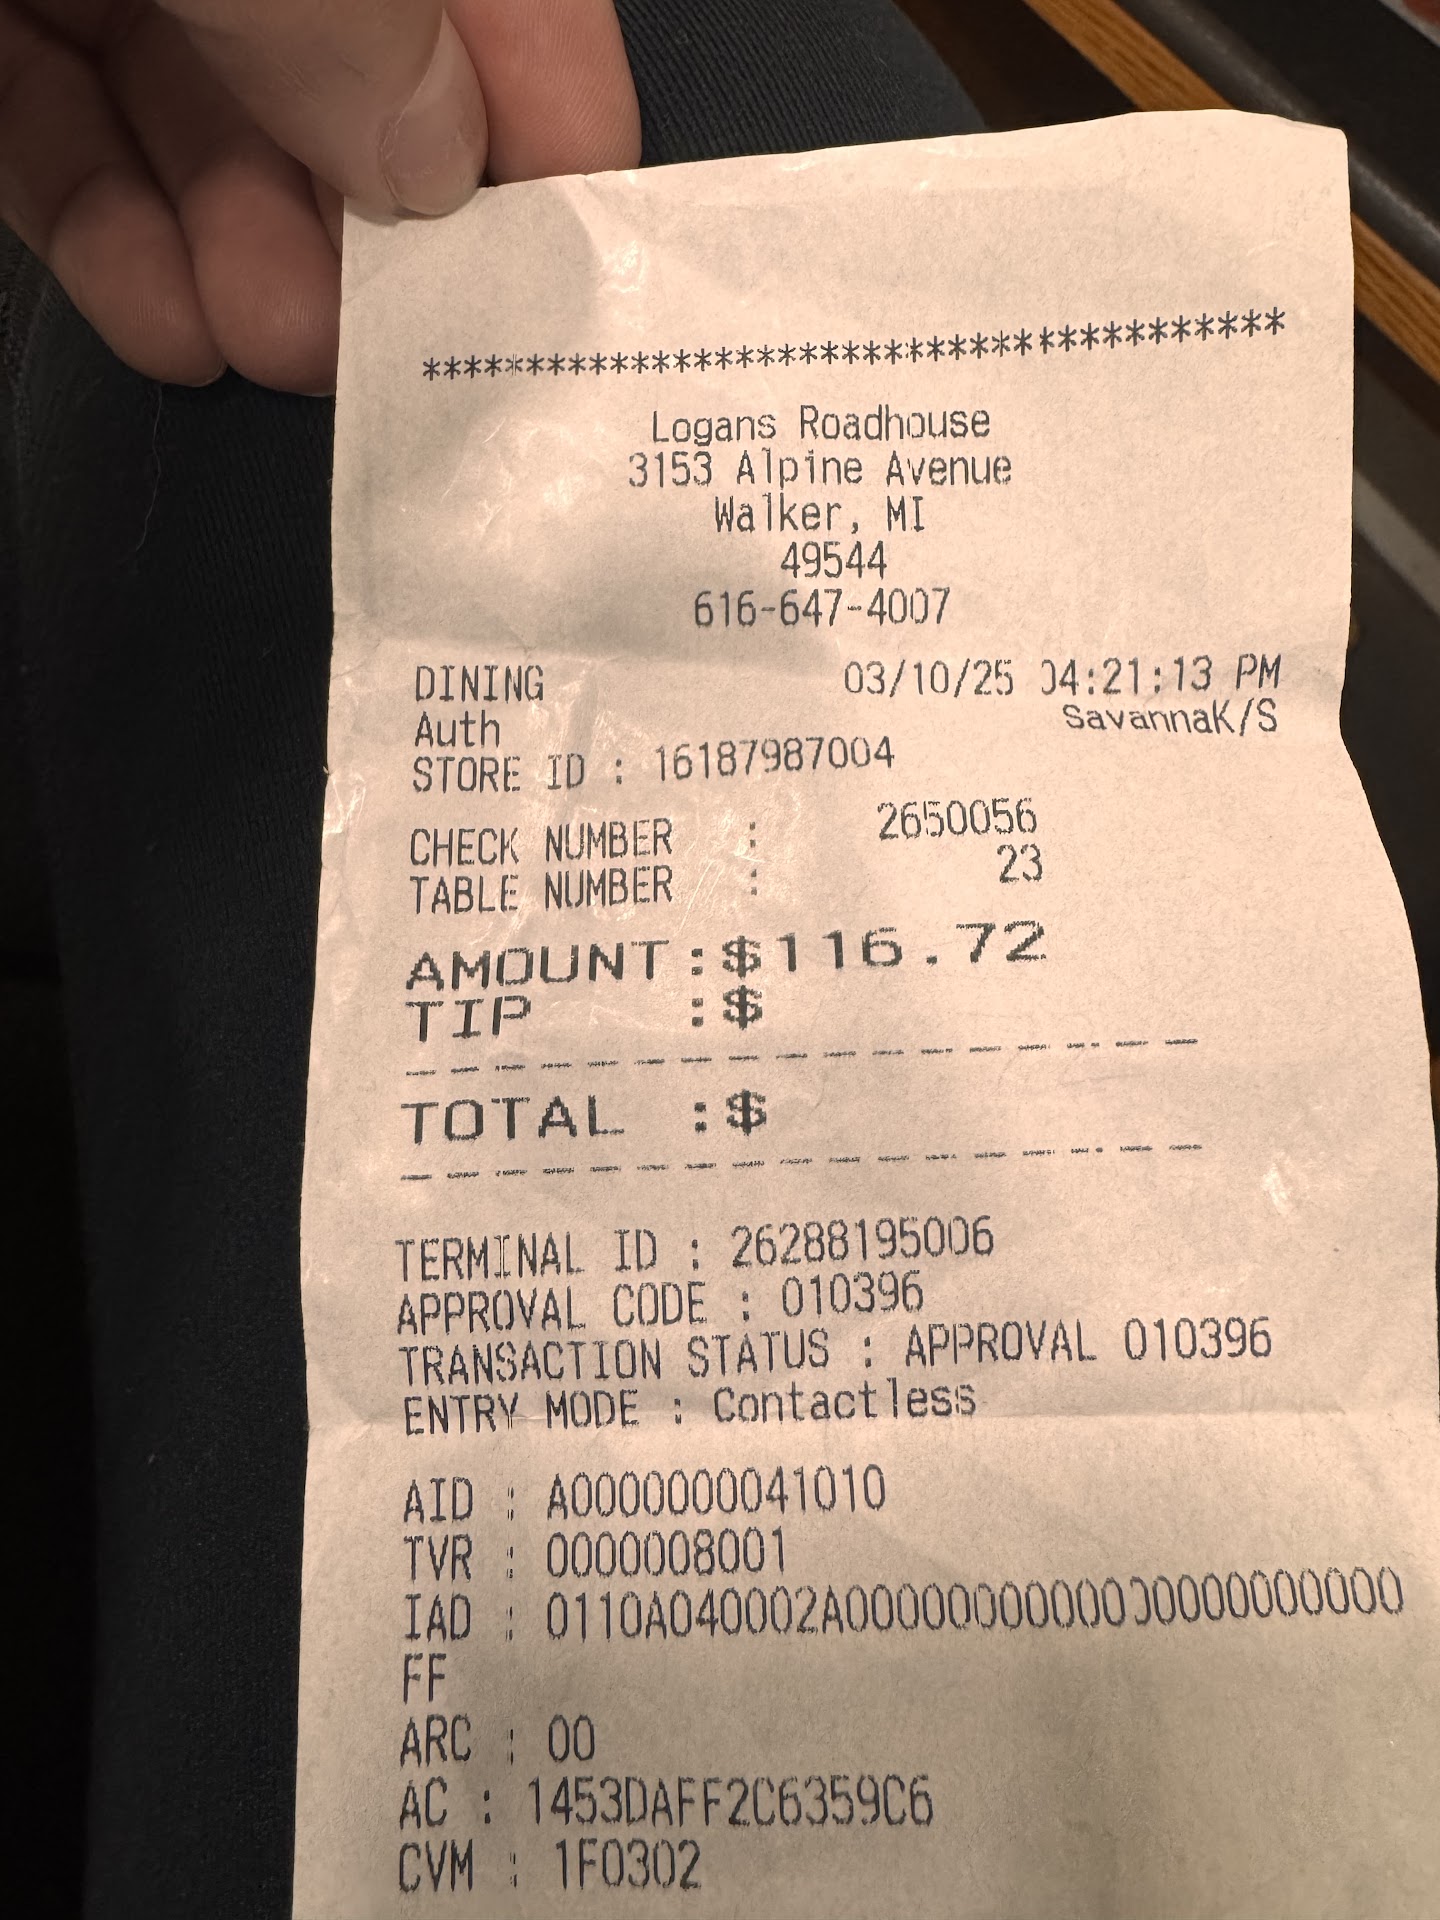 *****************************************
Logans Roadhouse
3153 Alpine Avenue
Walker, MI
49544
616-647-4007
DINING 03/10/25 04:21:13 PM
Auth SavannaK/S
STORE ID : 16187987004
CHECK NUMBER : 2650056
TABLE NUMBER : 23
AMOUNT:$116.72
TIP :$
TOTAL :$
TERMINAL ID : 26288195006
APPROVAL CODE : 010396
TRANSACTION STATUS : APPROVAL 010396
ENTRY MODE : Contactless
AID : A0000000041010
TVR : 0000008001
IAD : 0110A040002A0000000000000000000000
FF
ARC : 00
AC : 1453DAFF2C6359C6
CVM : 1F0302